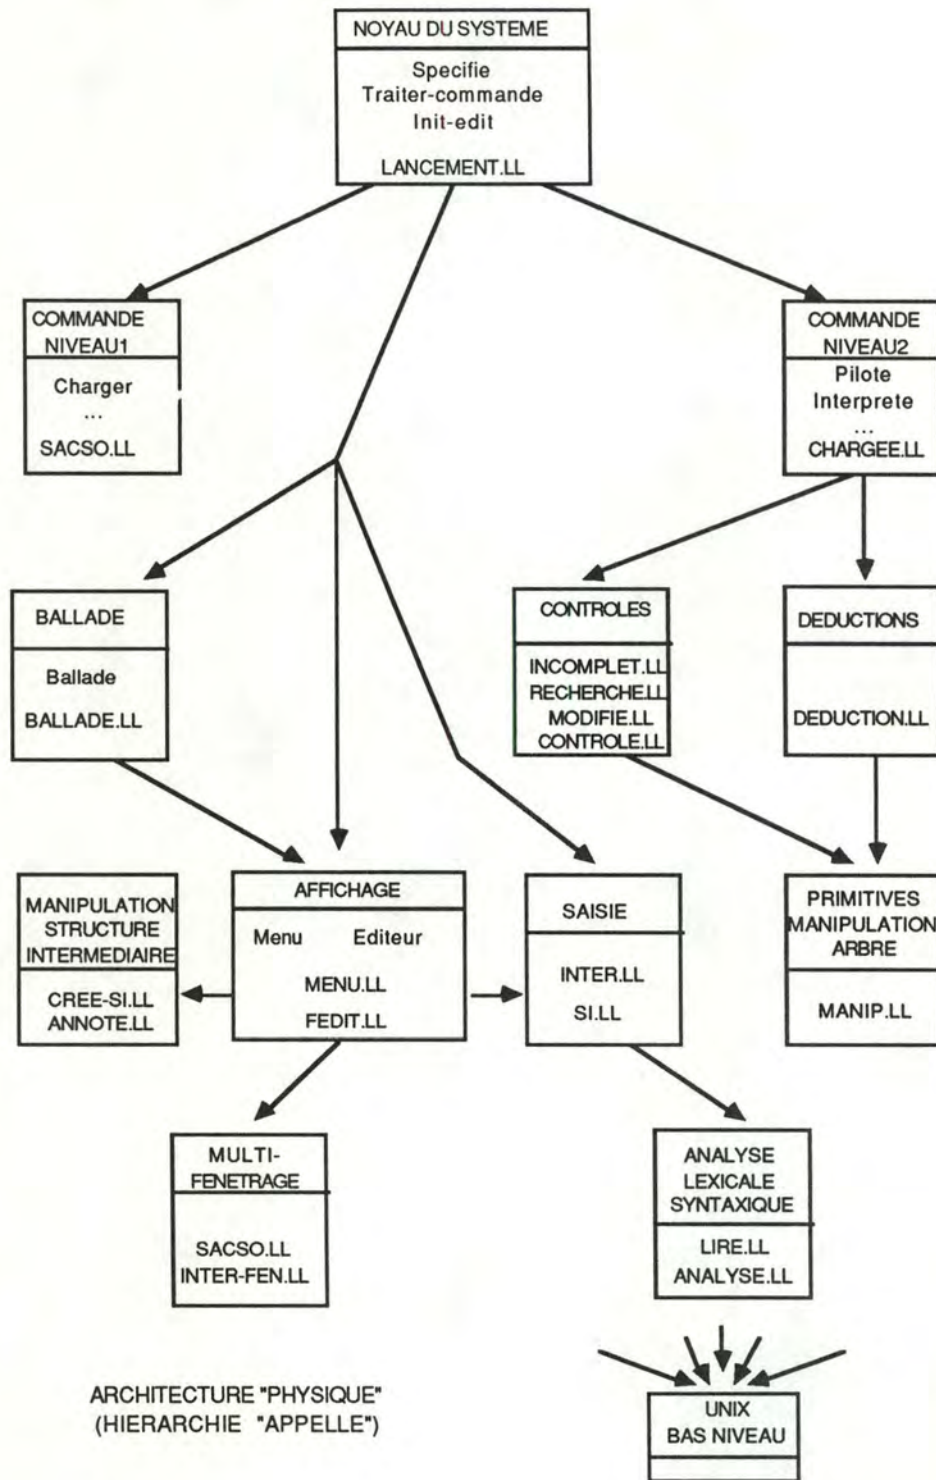 NOYAU DU SYSTEME
Specifie
Traiter-commande
Init-edit
LANCEMENT.LL
COMMANDE
NIVEAU1
Charger
...
SACSO.LL
COMMANDE
NIVEAU2
Pilote
Interprete
...
CHARGEE.LL
BALLADE
Ballade
BALLADE.LL
CONTROLES
INCOMPLET.LL
RECHERCHE.LL
MODIFIE.LL
CONTROLE.LL
DEDUCTIONS
DEDUCTION.LL
MANIPULATION
STRUCTURE
INTERMEDIAIRE
CREE-SI.LL
ANNOTE.LL
AFFICHAGE
Menu Editeur
MENU.LL
FEDIT.LL
SAISIE
INTER.LL
SI.LL
PRIMITIVES
MANIPULATION
ARBRE
MANIP.LL
MULTI-
FENETRAGE
SACSO.LL
INTER-FEN.LL
ANALYSE
LEXICALE
SYNTAXIQUE
LIRE.LL
ANALYSE.LL
ARCHITECTURE "PHYSIQUE"
(HIERARCHIE "APPELLE")
UNIX
BAS NIVEAU